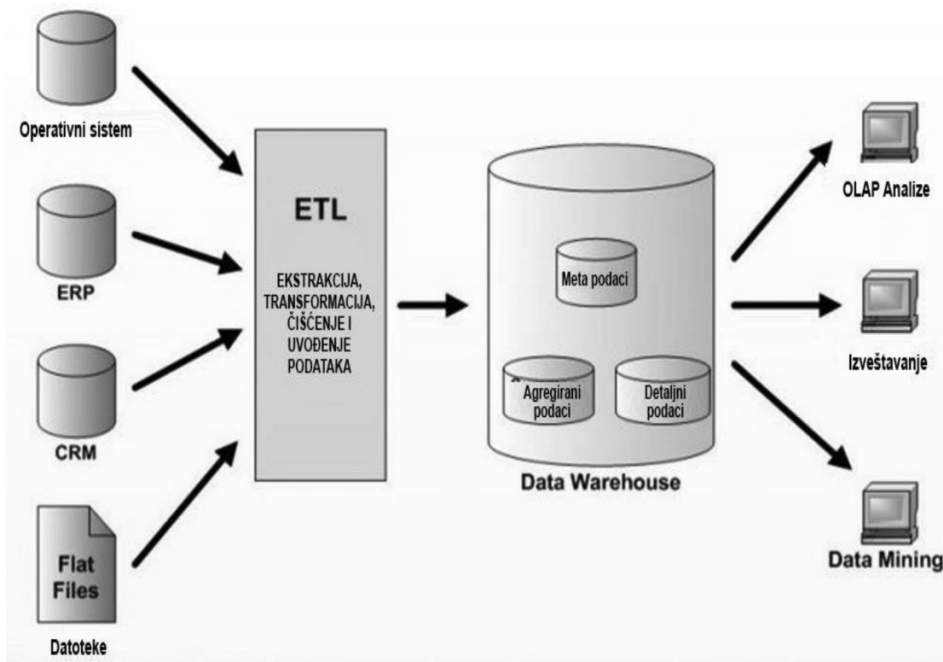 Operativni sistem
ERP
CRM
Flat
Files
Datoteke
ETL
EKSTRAKCIJA,
TRANSFORMACIJA,
ČIŠĆENJE I
UVOĐENJE
PODATAKA
Meta podaci
Agregirani
podaci
Detaljni
podaci
Data Warehouse
OLAP Analize
Izveštavanje
Data Mining